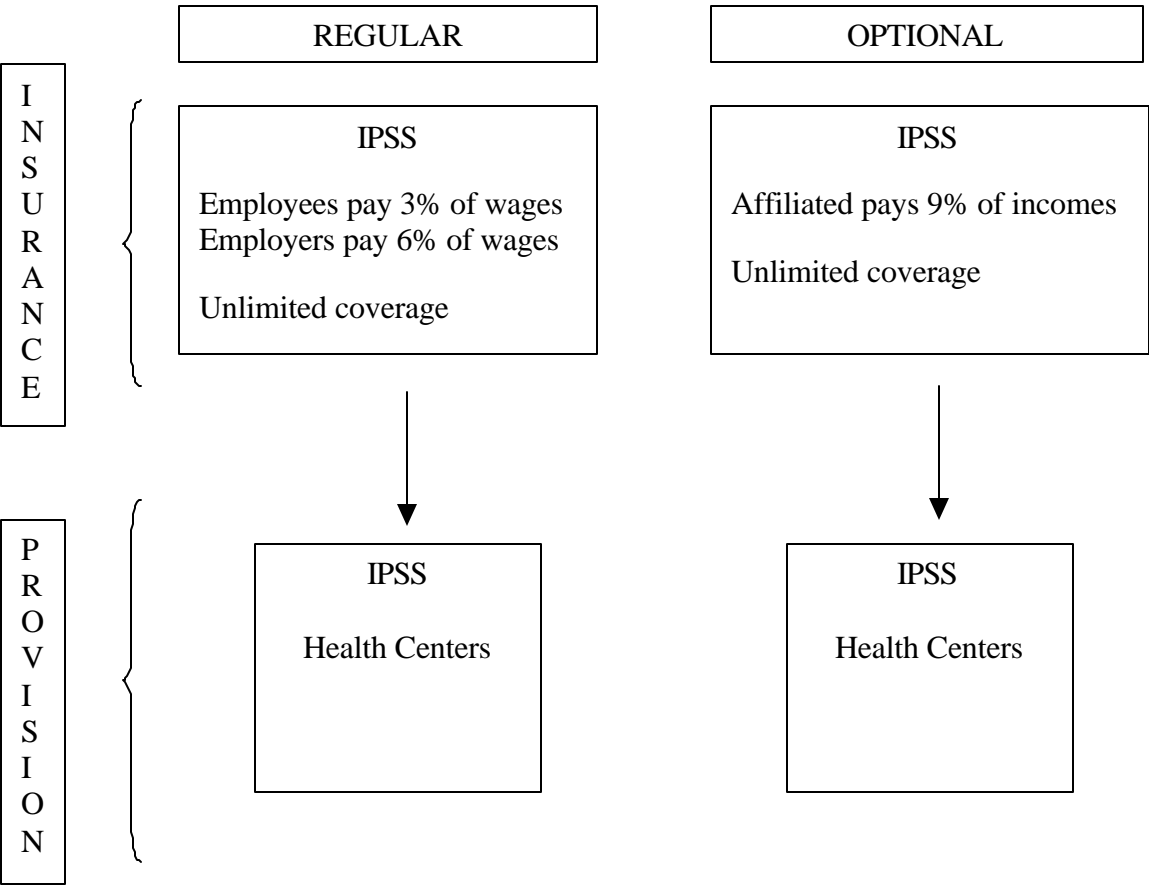 REGULAR
OPTIONAL
INSURANCE
IPSS
Employees pay 3% of wages
Employers pay 6% of wages
Unlimited coverage
IPSS
Affiliated pays 9% of incomes
Unlimited coverage
PROVISION
IPSS
Health Centers
IPSS
Health Centers